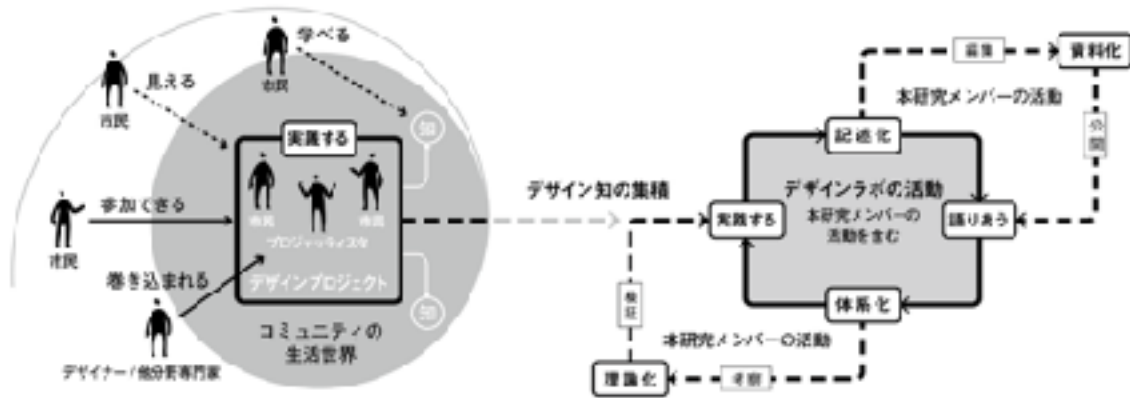 学べる
市民
見える
市民
実践する
知
市民
市民
プロジェッティスタ
デザインプロジェクト
参加できる
市民
巻き込まれる
知
コミュニティの
生活世界
デザイナー/他分野専門家
デザイン知の集積
編集
資料化
本研究メンバーの活動
公開
記述化
デザインラボの活動
本研究メンバーの
活動を含む
実践する
語りあう
体系化
検証
本研究メンバーの活動
理論化
考察